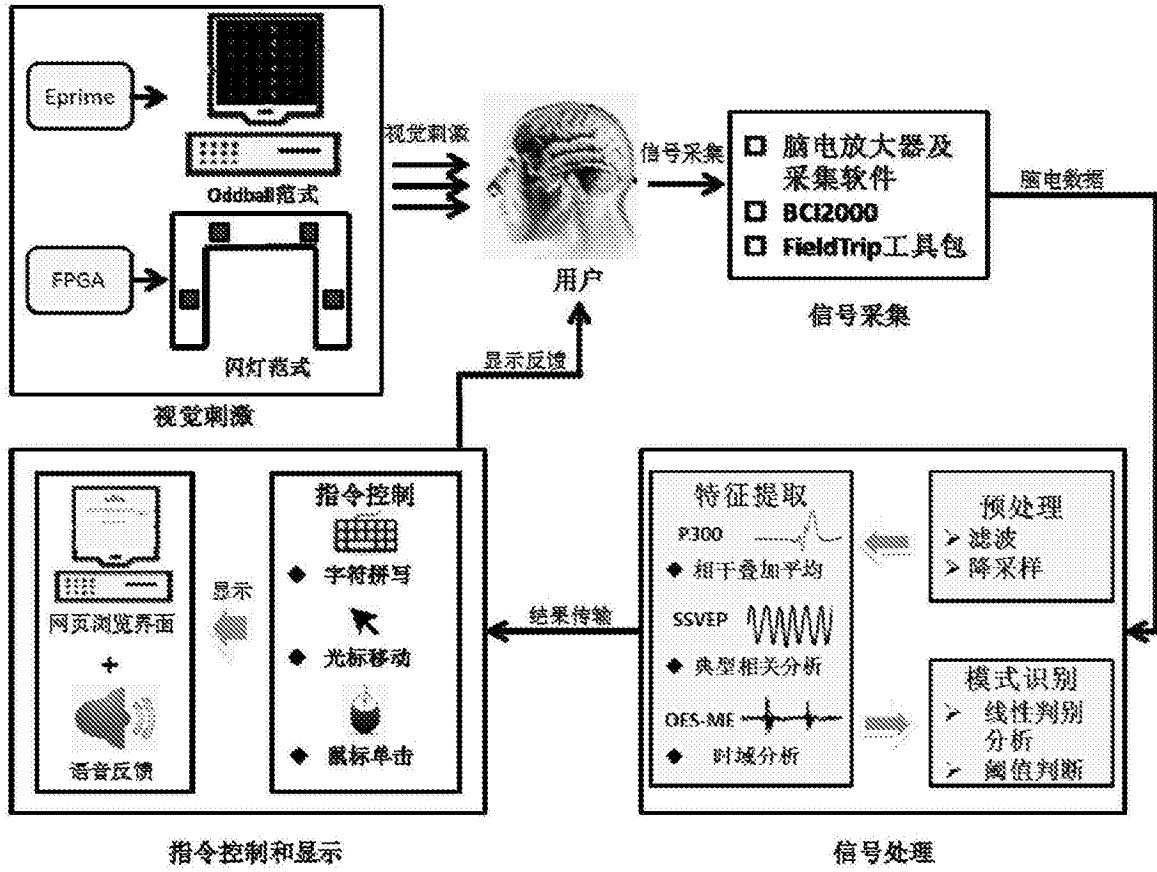 Eprime
Oddball范式
FPGA
闪灯范式
视觉刺激
视觉刺激
用户
信号采集
脑电放大器及
采集软件
BCI2000
FieldTrip工具包
信号采集
脑电数据
显示反馈
网页浏览界面
+
语音反馈
显示
指令控制
字符拼写
光标移动
鼠标单击
指令控制和显示
结果传输
特征提取
P300
相干叠加平均
SSVEP
典型相关分析
OFS-ME
时域分析
预处理
滤波
降采样
模式识别
线性判别
分析
阈值判断
信号处理